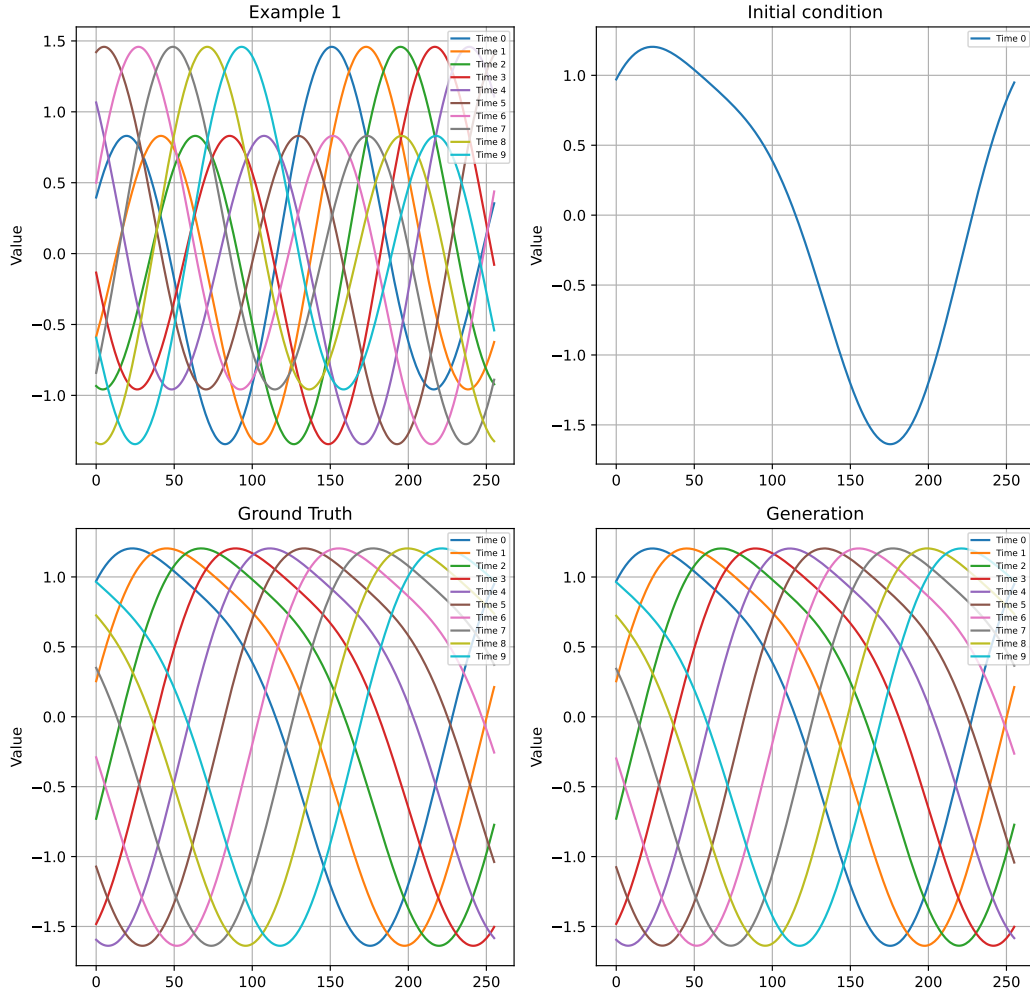 Example 1
Value
1.5
1.0
0.5
0.0
−0.5
−1.0
0 50 100 150 200 250
Time 0
Time 1
Time 2
Time 3
Time 4
Time 5
Time 6
Time 7
Time 8
Time 9
Initial condition
Value
1.0
0.5
0.0
−0.5
−1.0
−1.5
0 50 100 150 200 250
Time 0
Ground Truth
Value
1.0
0.5
0.0
−0.5
−1.0
−1.5
0 50 100 150 200 250
Time 0
Time 1
Time 2
Time 3
Time 4
Time 5
Time 6
Time 7
Time 8
Time 9
Generation
Value
1.0
0.5
0.0
−0.5
−1.0
−1.5
0 50 100 150 200 250
Time 0
Time 1
Time 2
Time 3
Time 4
Time 5
Time 6
Time 7
Time 8
Time 9